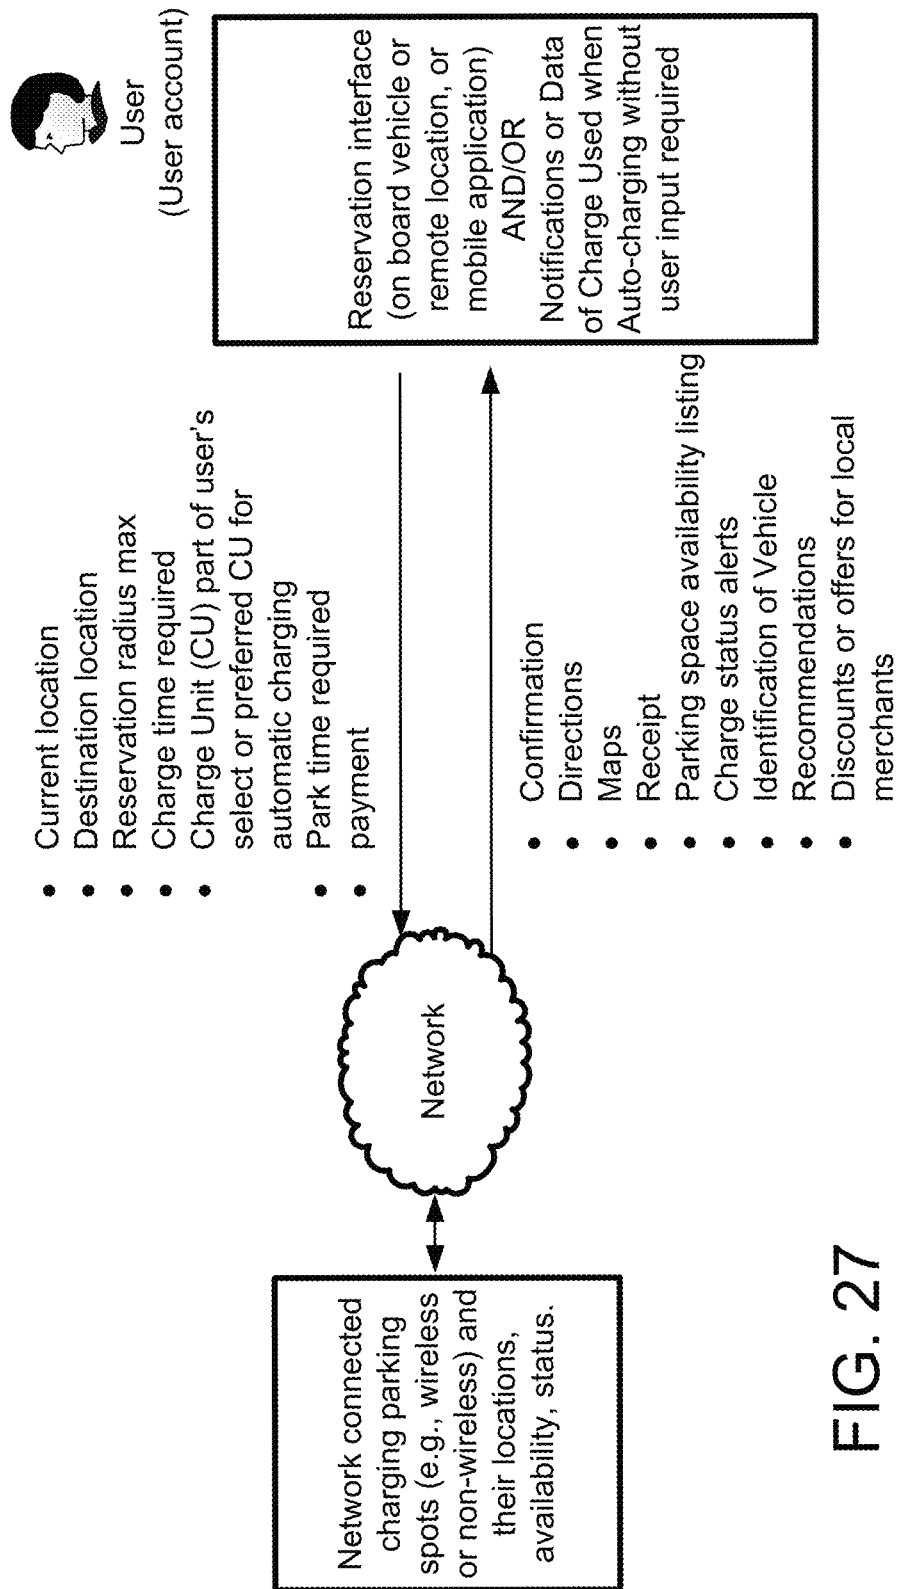 User
(User account)
Reservation interface
(on board vehicle or
remote location, or
mobile application)
AND/OR
Notifications or Data
of Charge Used when
Auto-charging without
user input required
• Current location
• Destination location
• Reservation radius max
• Charge time required
• Charge Unit (CU) part of user's
select or preferred CU for
automatic charging
• Park time required
• payment
• Confirmation
• Directions
• Maps
• Receipt
• Parking space availability listing
• Charge status alerts
• Identification of Vehicle
• Recommendations
• Discounts or offers for local
merchants
Network
Network connected
charging parking
spots (e.g., wireless
or non-wireless) and
their locations,
availability, status.
FIG. 27